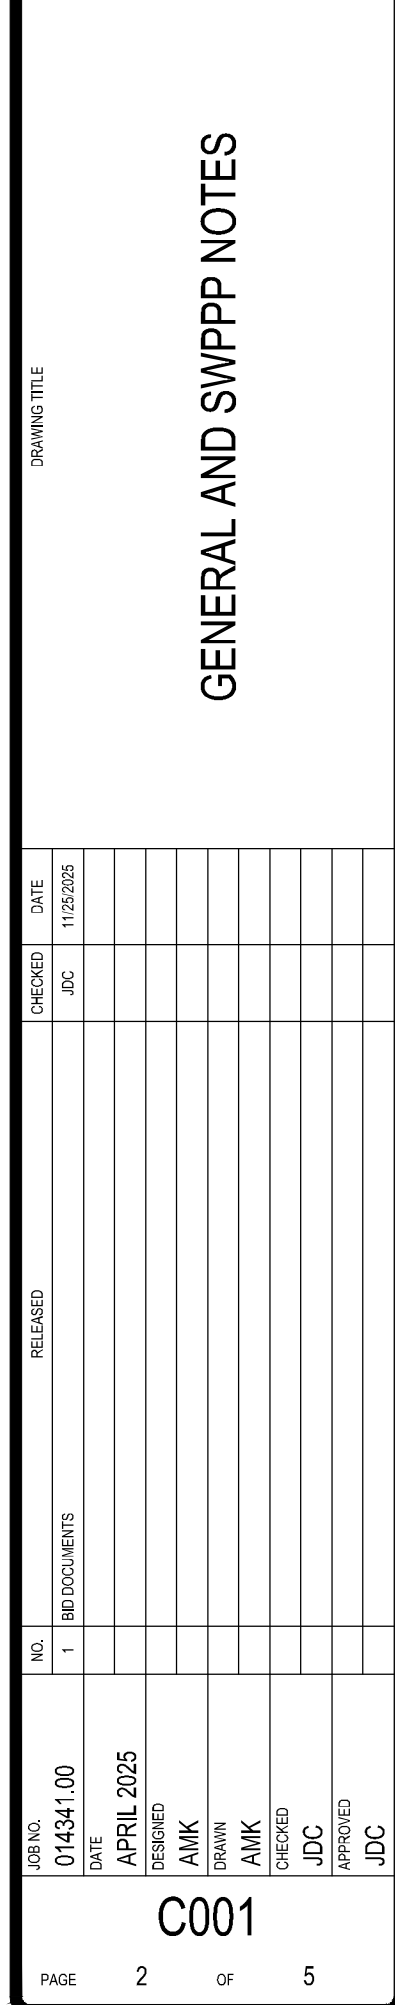 DRAWING TITLE
GENERAL AND SWPPP NOTES
NO. RELEASED CHECKED DATE
1 BID DOCUMENTS JDC 11/25/2025
JOB NO.
014341.00
DATE
APRIL 2025
DESIGNED
AMK
DRAWN
AMK
CHECKED
JDC
APPROVED
JDC
C001
PAGE 2 OF 5